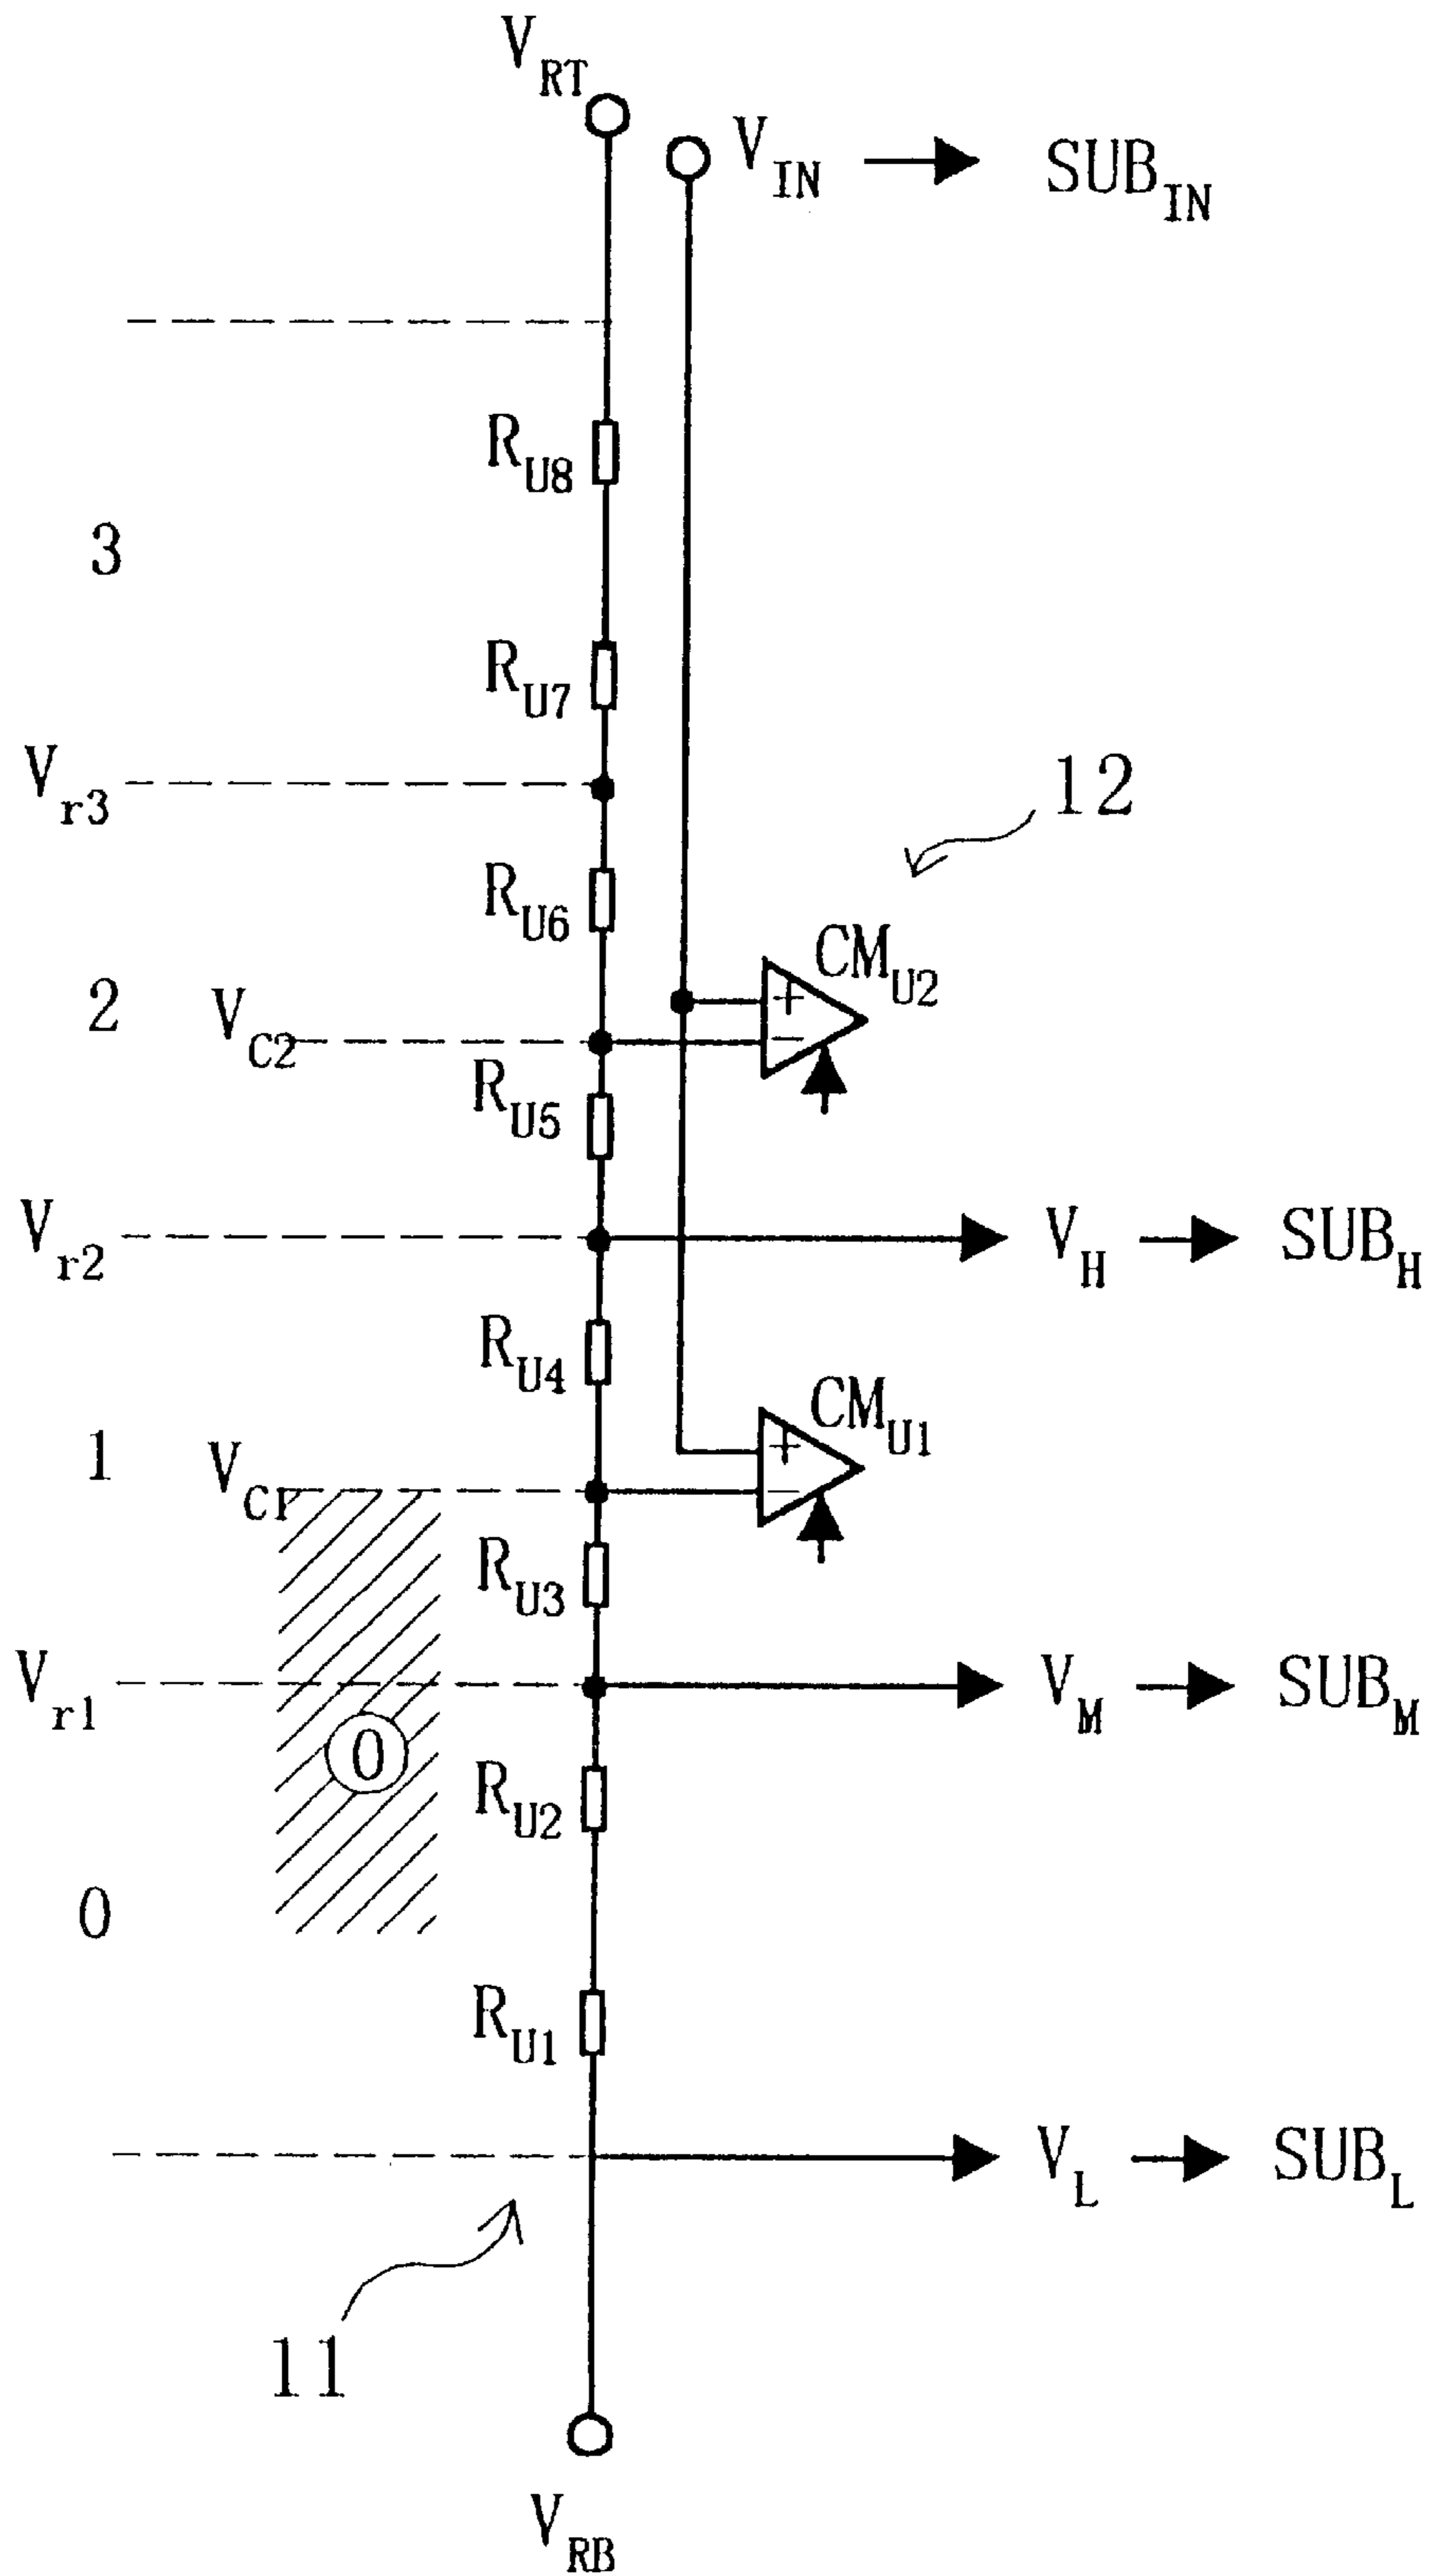 V_RT
V_IN → SUB_IN
R_U8
3
R_U7
V_r3
12
R_U6
CM_U2
2 V_C2
+
−
R_U5
V_r2 V_H → SUB_H
R_U4
CM_U1
1 V_C1
+
−
R_U3
V_r1 V_M → SUB_M
0
R_U2
0
R_U1
V_L → SUB_L
11
V_RB